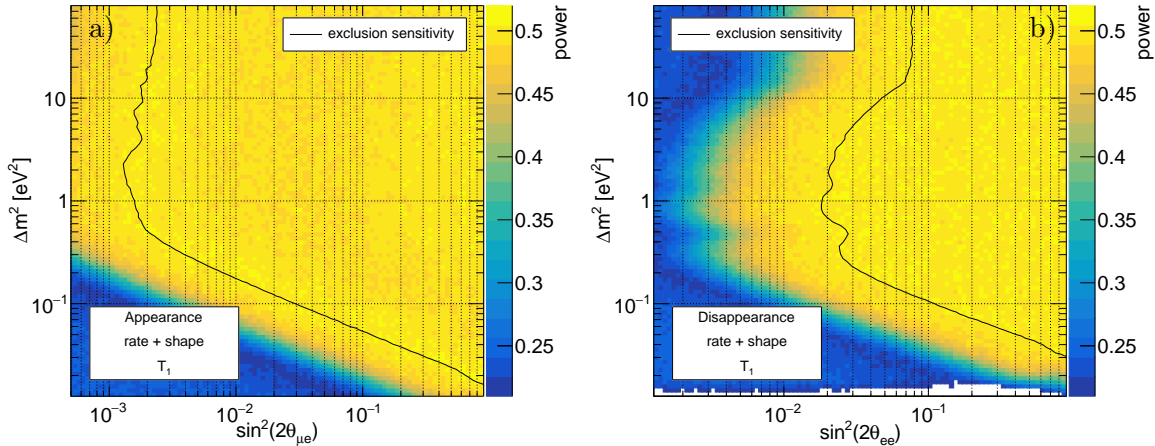 a)
exclusion sensitivity
power
10
1
10⁻¹
Δm² [eV²]
Appearance
rate + shape
T₁
10⁻³
10⁻²
10⁻¹
sin²(2θμe)
0.5
0.45
0.4
0.35
0.3
0.25
b)
exclusion sensitivity
power
10
1
10⁻¹
Δm² [eV²]
Disappearance
rate + shape
T₁
10⁻²
10⁻¹
sin²(2θee)
0.5
0.45
0.4
0.35
0.3
0.25